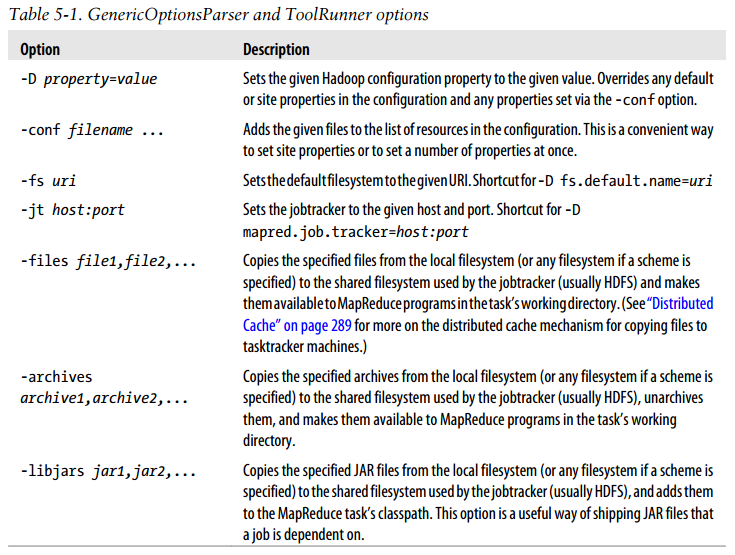 Table 5-1. GenericOptionsParser and ToolRunner options
Option Description
-D property=value Sets the given Hadoop configuration property to the given value. Overrides any default
or site properties in the configuration and any properties set via the -conf option.
-conf filename ... Adds the given files to the list of resources in the configuration. This is a convenient way
to set site properties or to set a number of properties at once.
-fs uri Sets the default filesystem to the given URI. Shortcut for -D fs.default.name=uri
-jt host:port Sets the jobtracker to the given host and port. Shortcut for -D
mapred.job.tracker=host:port
-files file1,file2,... Copies the specified files from the local filesystem (or any filesystem if a scheme is
specified) to the shared filesystem used by the jobtracker (usually HDFS) and makes
them available to MapReduce programs in the task’s working directory. (See “Distributed
Cache” on page 289 for more on the distributed cache mechanism for copying files to
tasktracker machines.)
-archives Copies the specified archives from the local filesystem (or any filesystem if a scheme is
archive1,archive2,... specified) to the shared filesystem used by the jobtracker (usually HDFS), unarchives
them, and makes them available to MapReduce programs in the task’s working
directory.
-libjars jar1,jar2,... Copies the specified JAR files from the local filesystem (or any filesystem if a scheme is
specified) to the shared filesystem used by the jobtracker (usually HDFS), and adds them
to the MapReduce task’s classpath. This option is a useful way of shipping JAR files that
a job is dependent on.